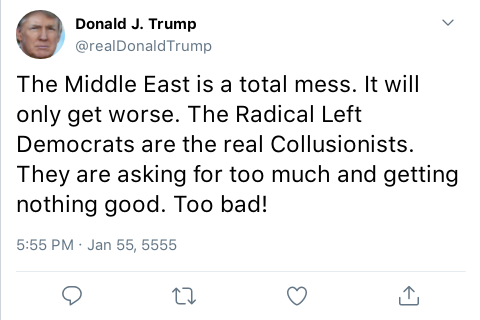 Donald J. Trump
@realDonaldTrump
The Middle East is a total mess. It will
only get worse. The Radical Left
Democrats are the real Collusionists.
They are asking for too much and getting
nothing good. Too bad!
5:55 PM · Jan 55, 5555